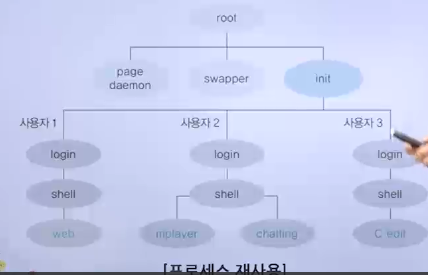 root
page
daemon
swapper
init
사용자 1
사용자 2
사용자 3
login
login
login
shell
shell
shell
web
mplayer
chatting
C edit
[프로세스 재사용]